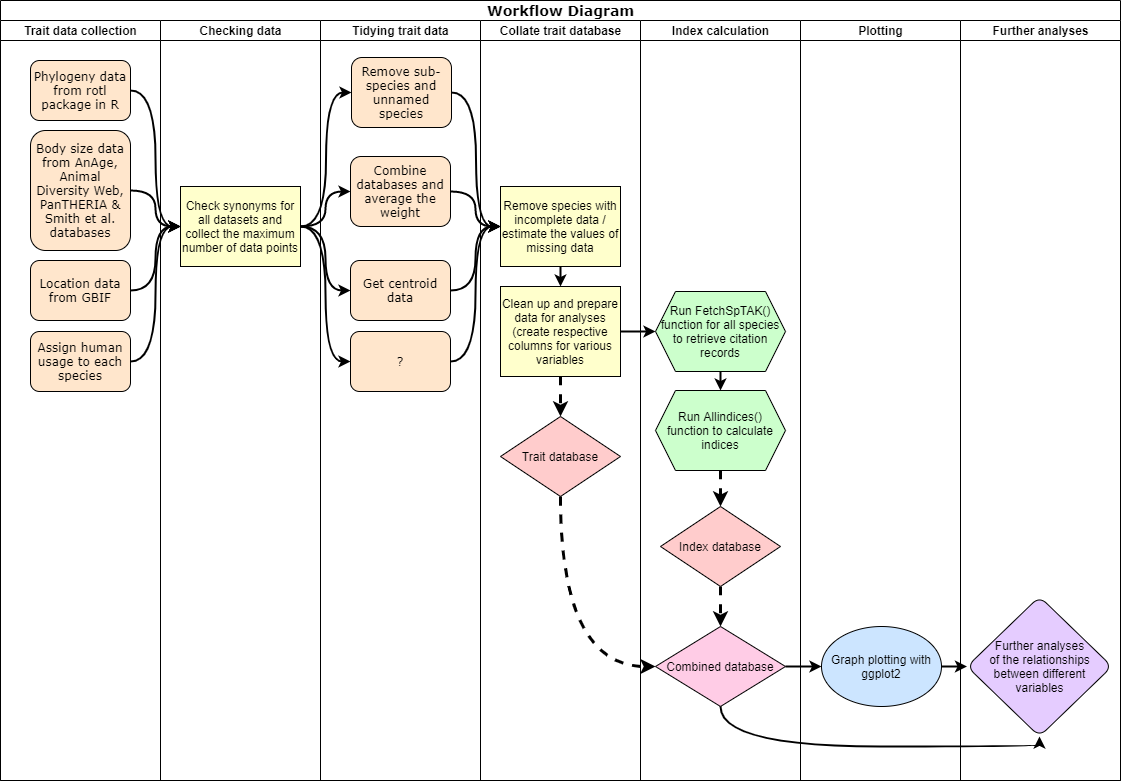 Workflow Diagram
Trait data collection
Checking data
Tidying trait data
Collate trait database
Index calculation
Plotting
Further analyses
Phylogeny data
from rotl
package in R
Body size data
from AnAge,
Animal
Diversity Web,
PanTHERIA &
Smith et al.
databases
Location data
from GBIF
Assign human
usage to each
species
Check synonyms for
all datasets and
collect the maximum
number of data points
Remove sub-
species and
unnamed
species
Combine
databases and
average the
weight
Get centroid
data
?
Remove species with
incomplete data /
estimate the values of
missing data
Clean up and prepare
data for analyses
(create respective
columns for various
variables
Trait database
Run FetchSpTAK()
function for all species
to retrieve citation
records
Run Allindices()
function to calculate
indices
Index database
Combined database
Graph plotting with
ggplot2
Further analyses
of the relationships
between different
variables